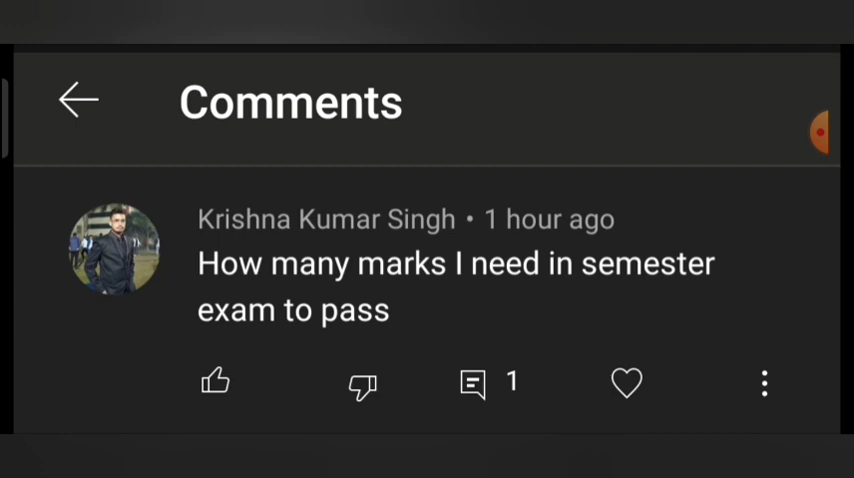 Comments
Krishna Kumar Singh • 1 hour ago
How many marks I need in semester
exam to pass
1